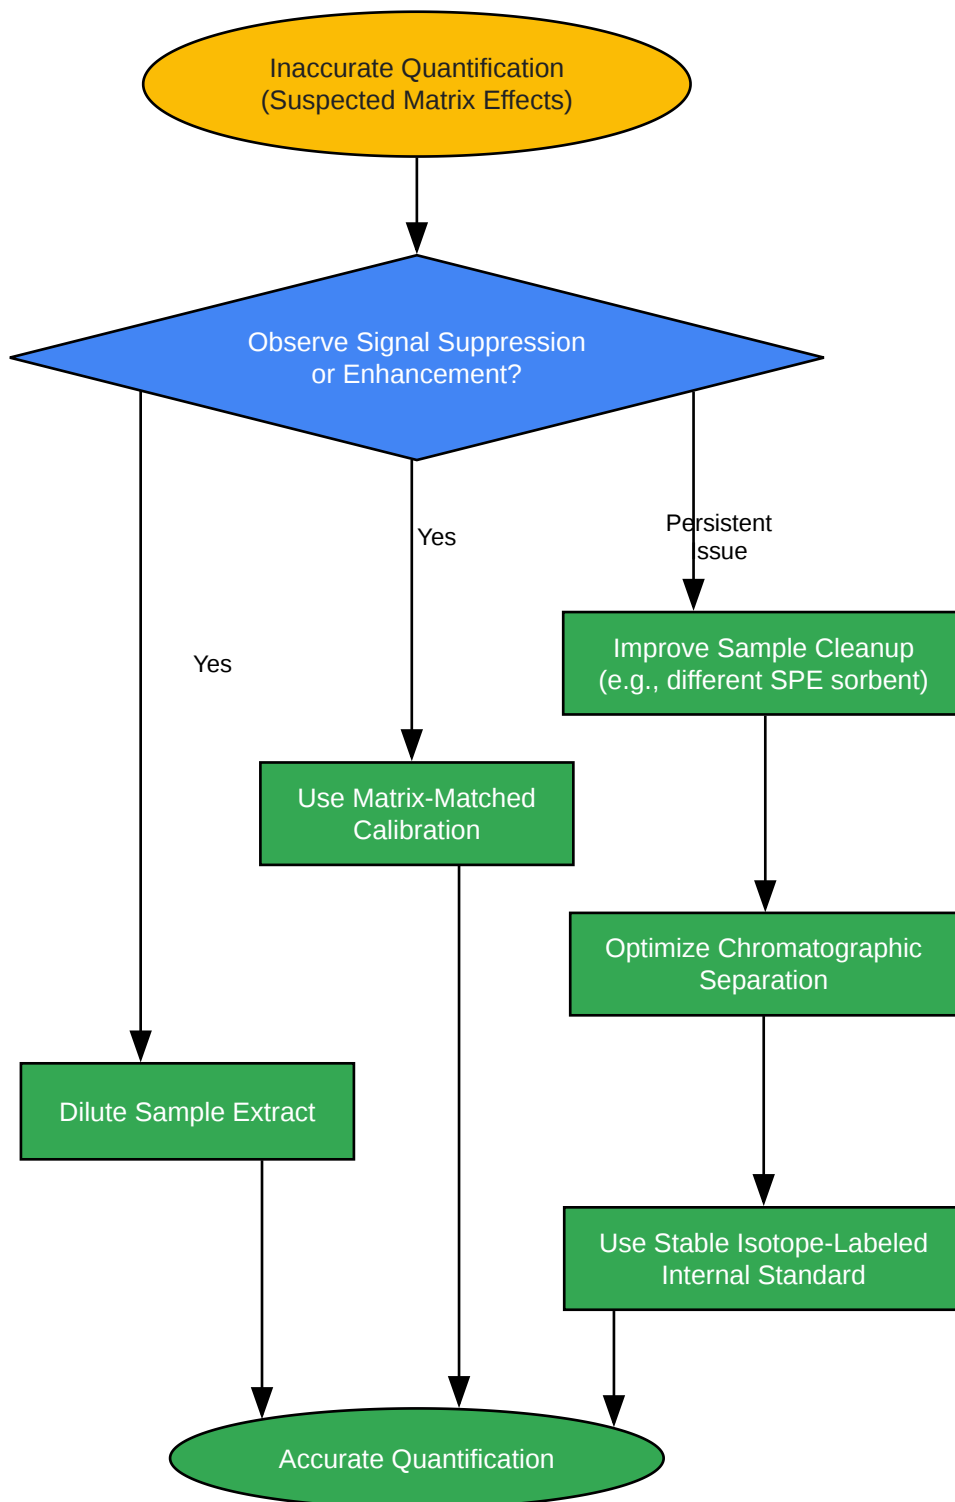 Inaccurate Quantification
(Suspected Matrix Effects)
Observe Signal Suppression
or Enhancement?
Yes
Persistent
Issue
Yes
Improve Sample Cleanup
(e.g., different SPE sorbent)
Use Matrix-Matched
Calibration
Optimize Chromatographic
Separation
Dilute Sample Extract
Use Stable Isotope-Labeled
Internal Standard
Accurate Quantification